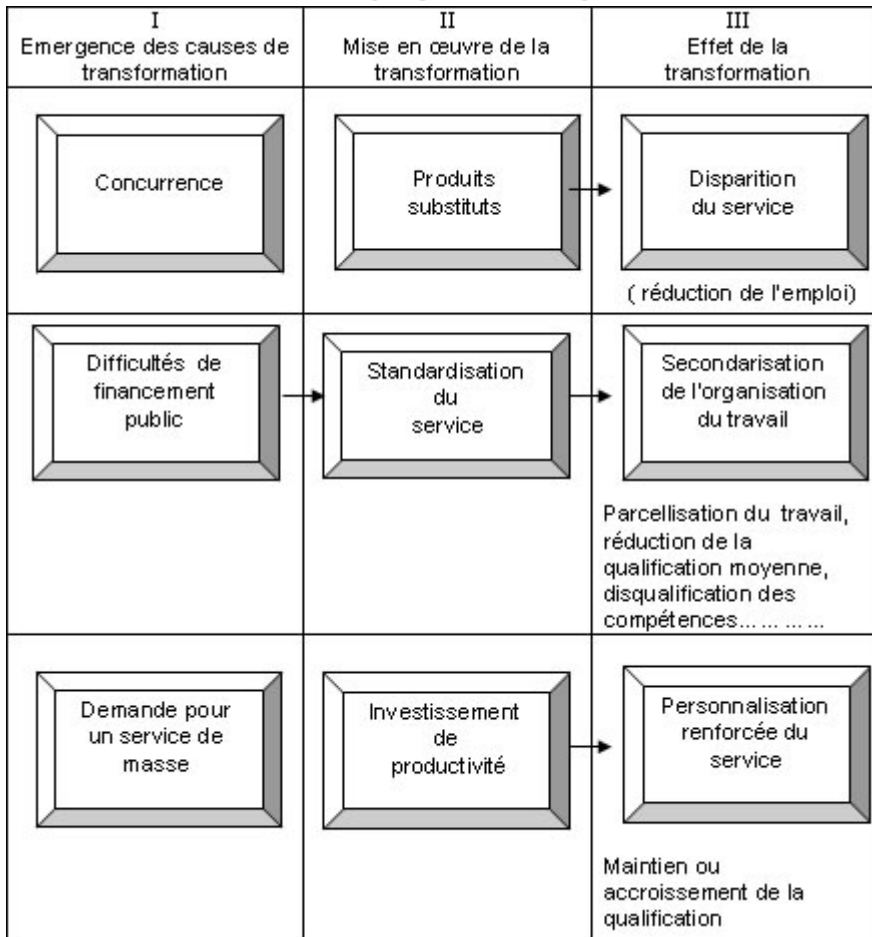 I
Emergence des causes de
transformation
II
Mise en œuvre de la
transformation
III
Effet de la
transformation
Concurrence
Produits
substituts
Disparition
du service
( réduction de l'emploi)
Difficultés de
financement
public
Standardisation
du
service
Secondarisation
de l'organisation
du travail
Parcellisation du travail,
réduction de la
qualification moyenne,
disqualification des
compétences... ... ... ...
Demande pour
un service de
masse
Investissement
de
productivité
Personnalisation
renforcée du
service
Maintien ou
accroissement de la
qualification